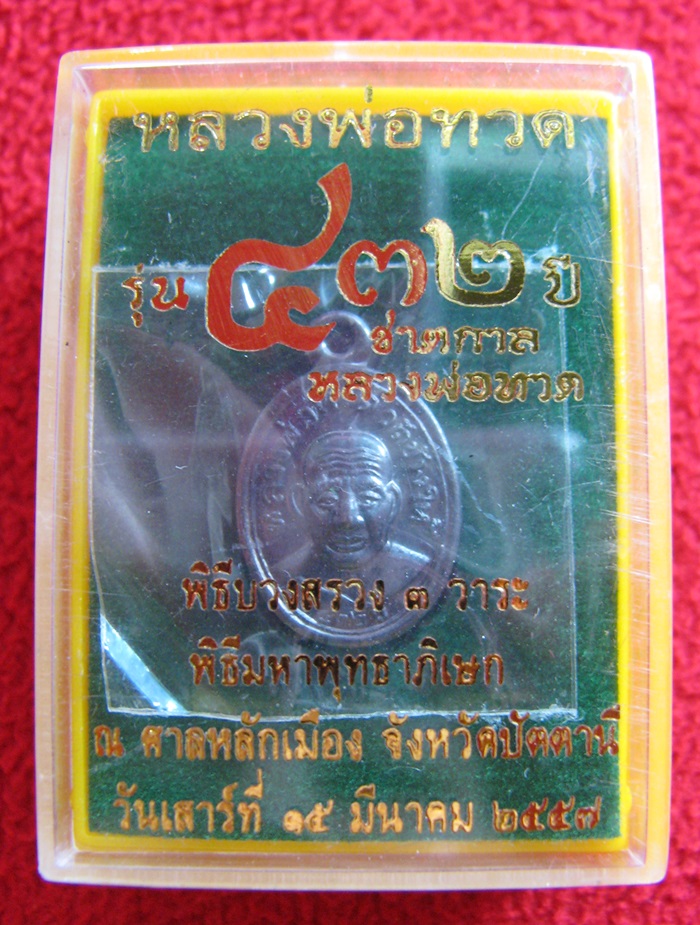 หลวงพ่อทวด
รุ่น ๔๓๒ ปี
ชาตกาล
หลวงพ่อทวด
พิธีบวงสรวง ๓ วาระ
พิธีมหาพุทธาภิเษก
ณ ศาลหลักเมือง จังหวัดปัตตานี
วันเสาร์ที่ ๑๕ มีนาคม ๒๕๕๗